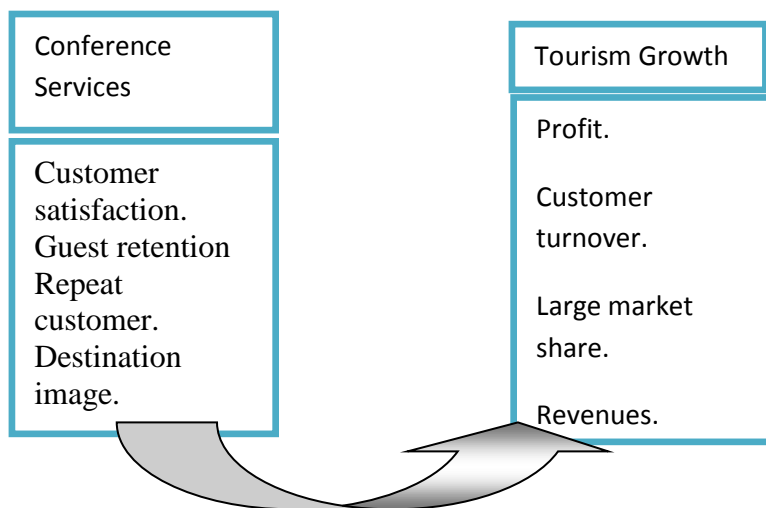 Conference
Services
Customer
satisfaction.
Guest retention
Repeat
customer.
Destination
image.
Tourism Growth
Profit.
Customer
turnover.
Large market
share.
Revenues.